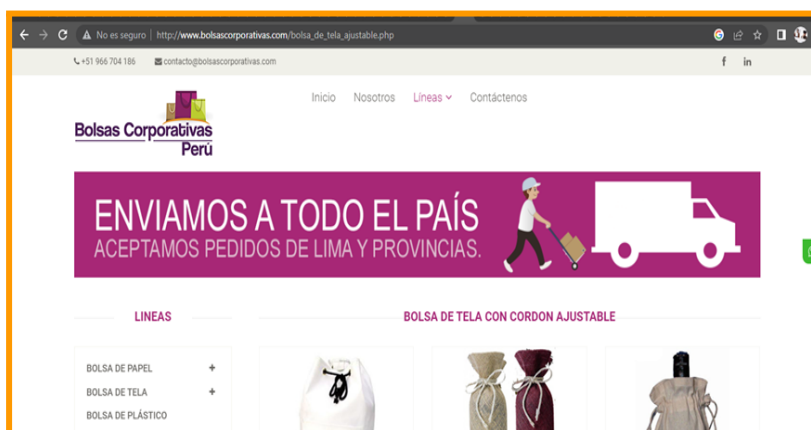 No es seguro | http://www.bolsascorporativas.com/bolsa_de_tela_ajustable.php
+51 966 704 186 contacto@bolsascorporativas.com
f in
Bolsas Corporativas
Perú
Inicio Nosotros Líneas Contáctenos
ENVIAMOS A TODO EL PAÍS
ACEPTAMOS PEDIDOS DE LIMA Y PROVINCIAS.
LINEAS
BOLSA DE TELA CON CORDON AJUSTABLE
BOLSA DE PAPEL +
BOLSA DE TELA +
BOLSA DE PLÁSTICO